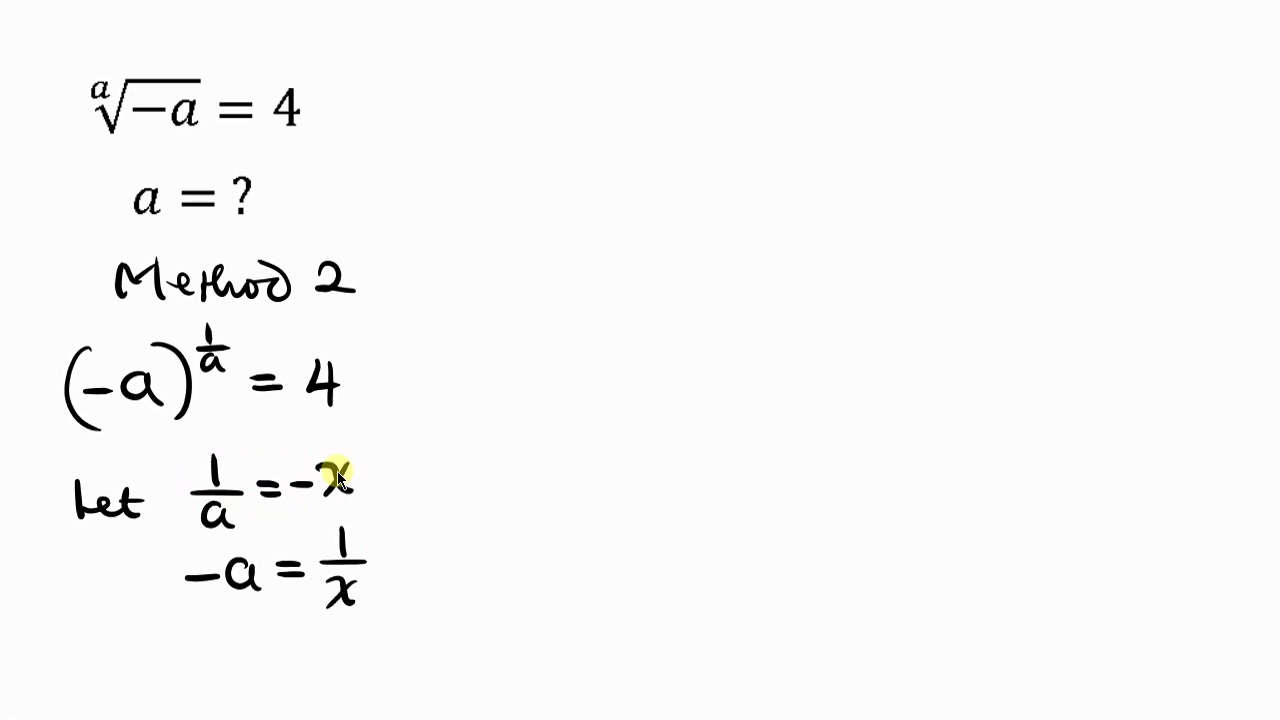 ᵃ√-a = 4
a = ?
Method 2
(-a)^(1/a) = 4
Let 1/a = -x
-a = 1/x